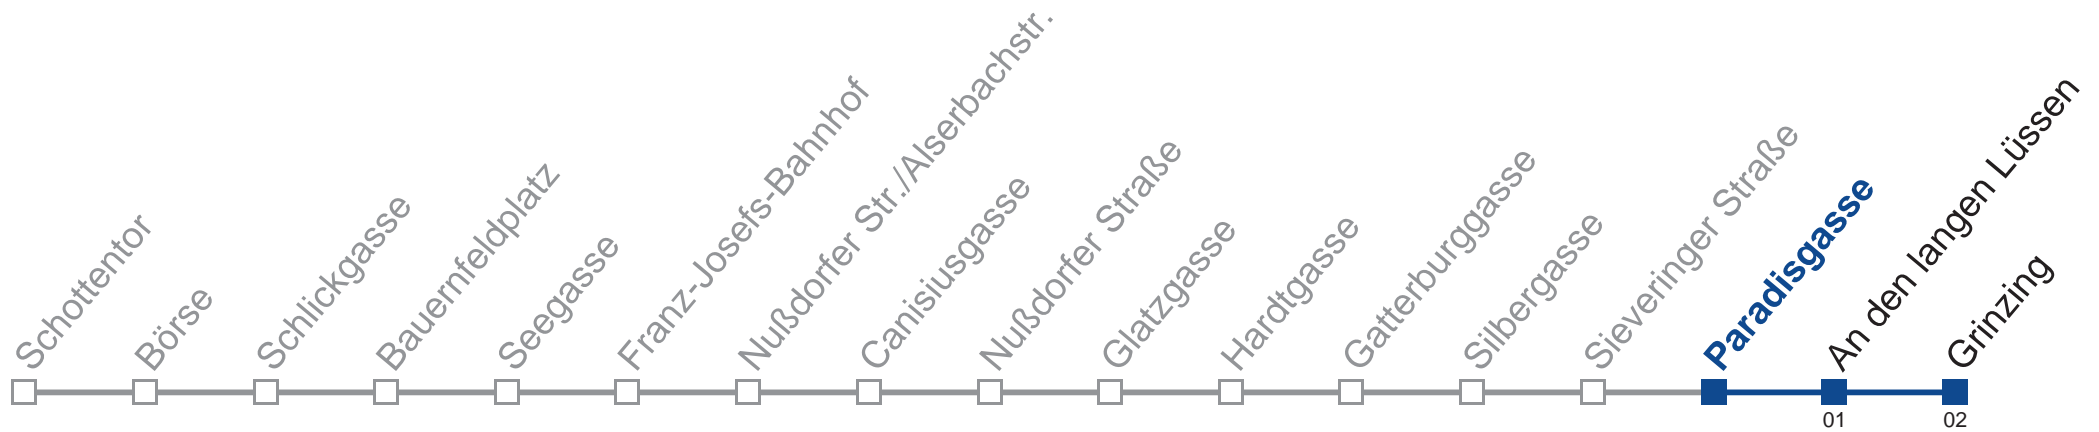 Schottentor
Börse
Schlickgasse
Bauernfeldplatz
Seegasse
Franz-Josefs-Bahnhof
Nußdorfer Str./Alserbachstr.
Canisiusgasse
Nußdorfer Straße
Glatzgasse
Hardtgasse
Gatterburggasse
Silbergasse
Sieveringer Straße
Paradisgasse
An den langen Lüssen
Grinzing
01
02